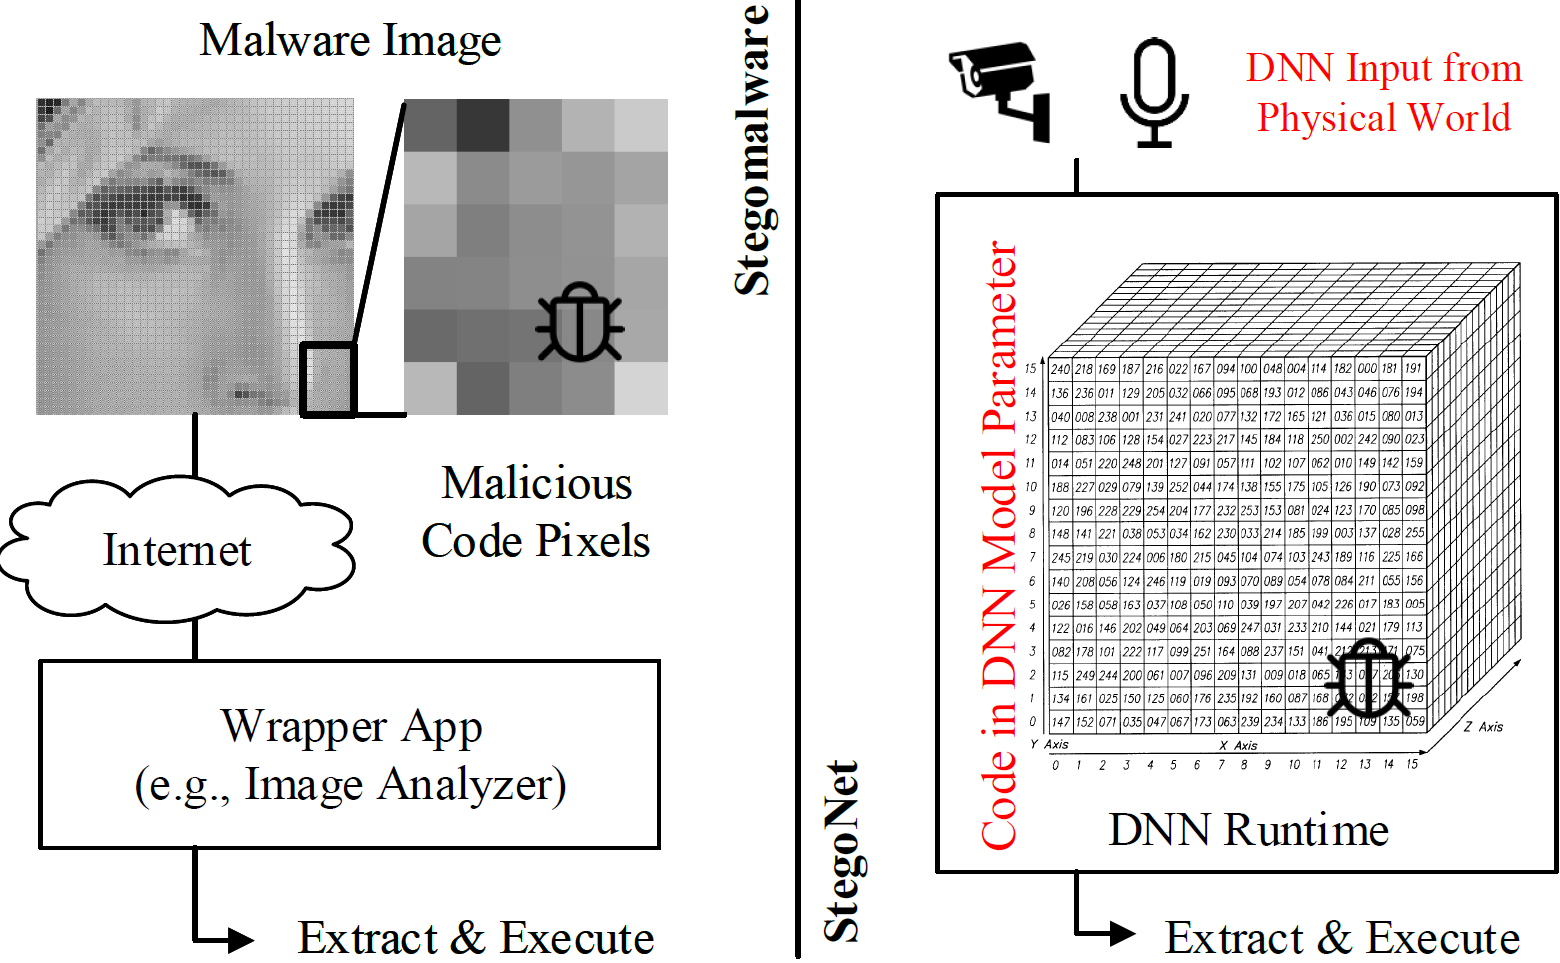 Malware Image
Malicious
Code Pixels
Internet
Wrapper App
(e.g., Image Analyzer)
Extract & Execute
Stegomalware
StegoNet
DNN Input from
Physical World
Code in DNN Model Parameter
15 240 218 169 187 216 022 167 094 100 048 004 114 182 000 181 191
14 136 236 011 129 205 032 066 095 068 193 012 086 043 046 076 194
13 040 008 238 001 231 241 020 077 132 172 165 121 036 015 080 013
12 112 083 106 128 154 027 223 217 145 184 118 250 002 242 090 023
11 014 051 220 248 201 127 091 057 111 102 107 062 010 149 142 159
10 188 227 029 079 139 252 044 174 138 155 175 105 126 190 073 092
9 120 196 228 229 254 204 177 232 253 153 081 024 123 170 085 098
8 148 141 221 038 053 034 162 230 033 214 185 199 003 137 028 255
7 245 219 030 224 006 180 215 045 104 074 103 243 189 116 225 166
6 140 208 056 124 246 119 019 093 070 089 054 078 084 211 055 156
5 026 158 058 163 037 108 050 110 039 197 207 042 226 017 183 005
4 122 016 146 202 049 064 203 069 247 031 233 210 144 021 179 113
3 082 178 101 222 117 099 251 164 088 237 151 041 075
2 115 249 244 200 061 007 096 209 131 009 018 065 130
1 134 161 025 150 125 060 176 235 192 160 087 168 198
0 147 152 071 035 047 067 173 063 239 234 133 186 195 109 135 059
Y Axis
X Axis
Z Axis
0 1 2 3 4 5 6 7 8 9 10 11 12 13 14 15
DNN Runtime
Extract & Execute